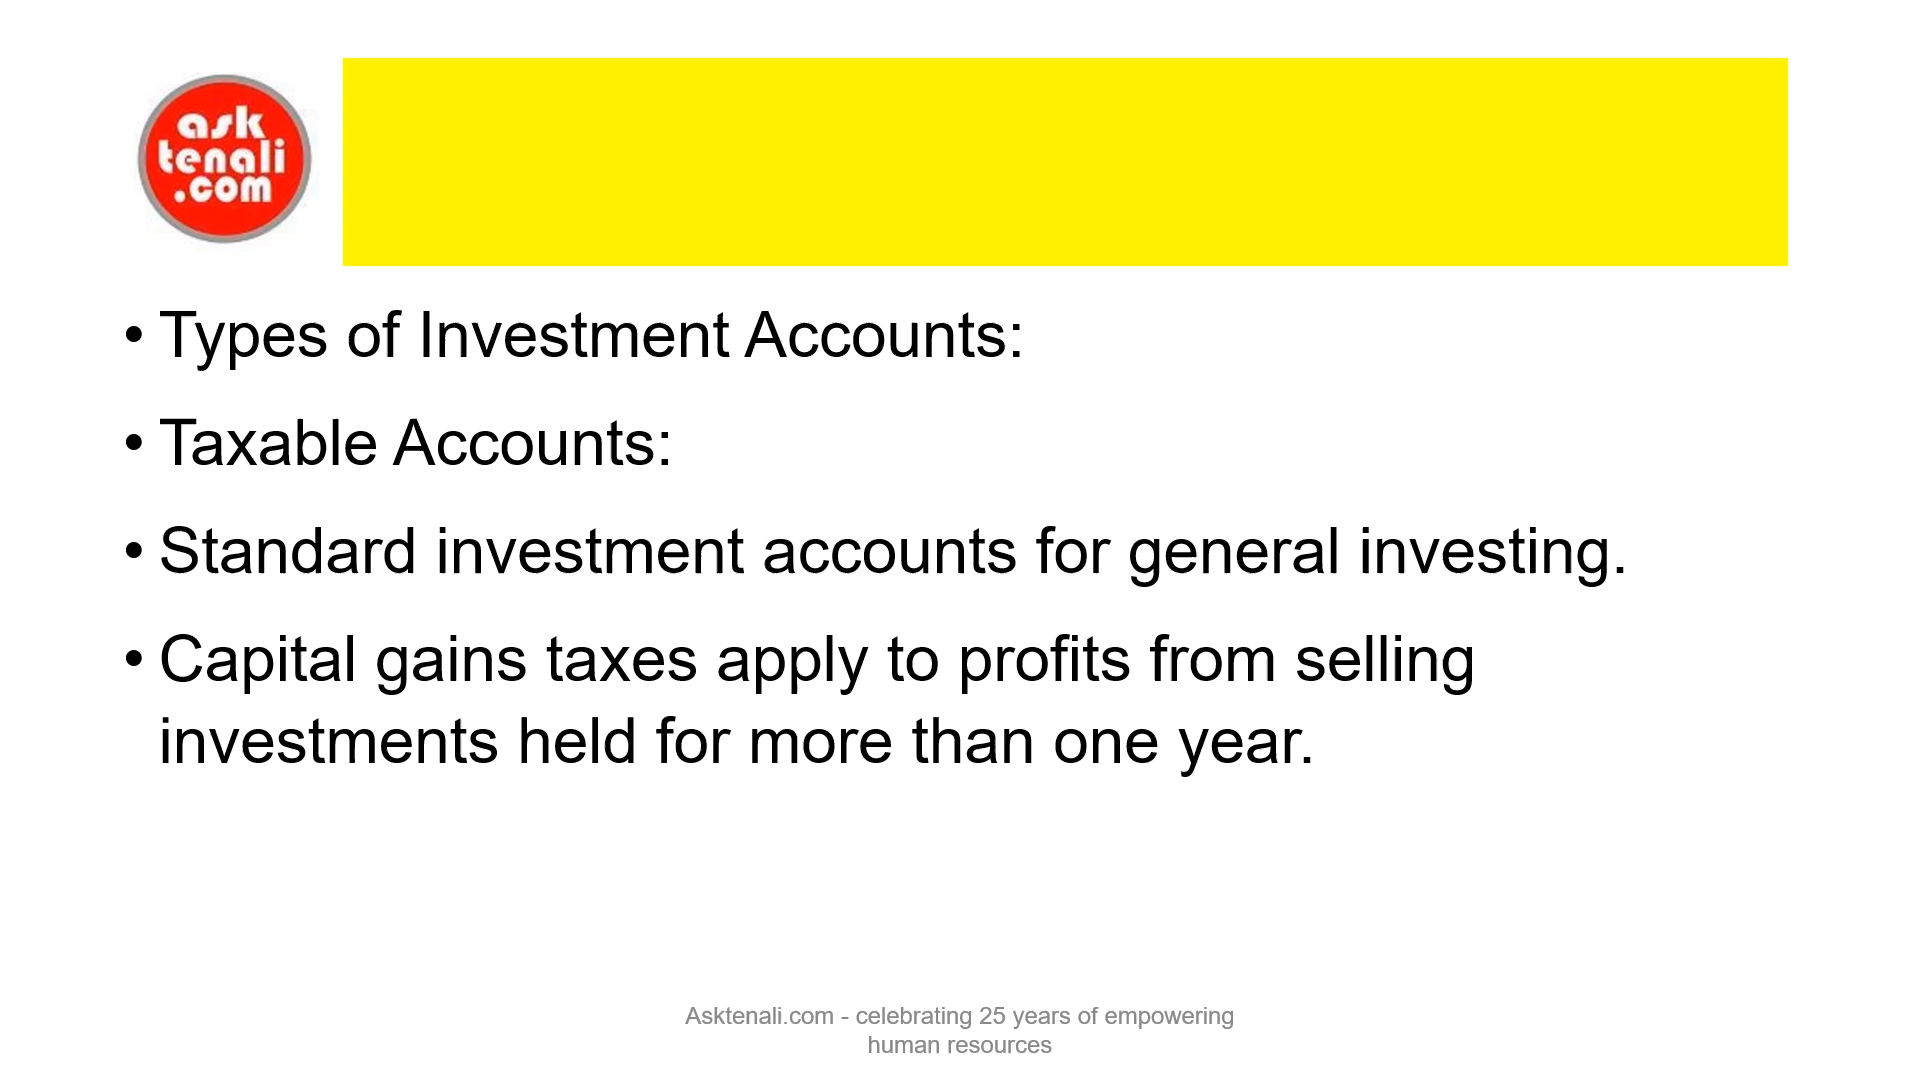 ask
tenali
.com
• Types of Investment Accounts:
• Taxable Accounts:
• Standard investment accounts for general investing.
• Capital gains taxes apply to profits from selling
investments held for more than one year.
Asktenali.com - celebrating 25 years of empowering
human resources